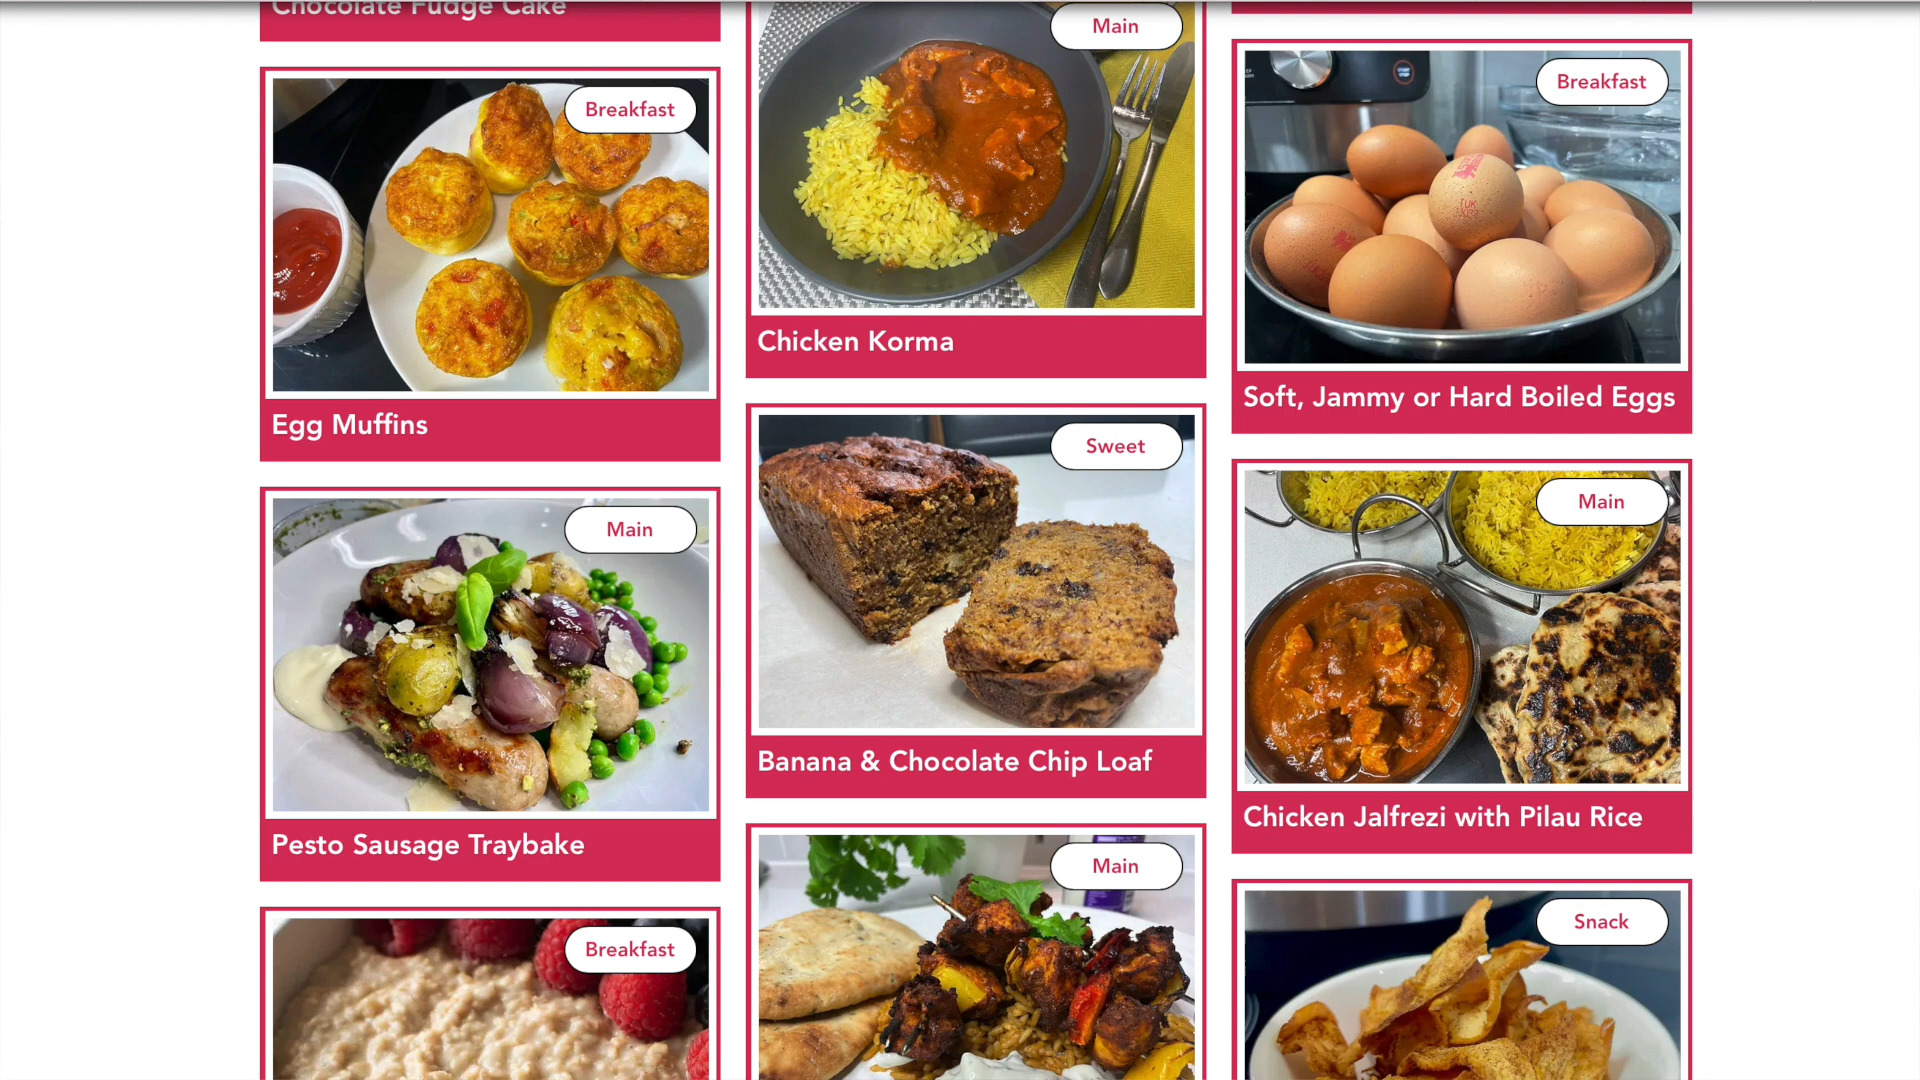 Chocolate Fudge Cake
Breakfast
Egg Muffins
Main
Pesto Sausage Traybake
Breakfast
Main
Chicken Korma
Sweet
Banana & Chocolate Chip Loaf
Main
Breakfast
Soft, Jammy or Hard Boiled Eggs
Main
Chicken Jalfrezi with Pilau Rice
Snack